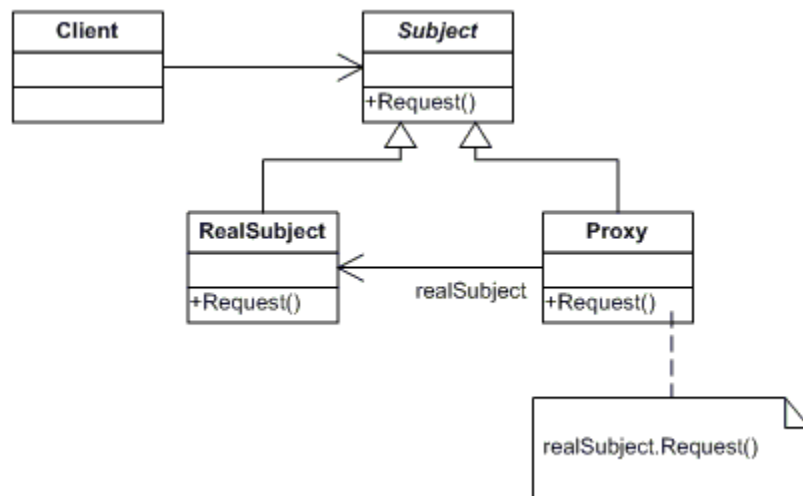 Client
Subject
+Request()
RealSubject
+Request()
realSubject
Proxy
+Request()
realSubject.Request()